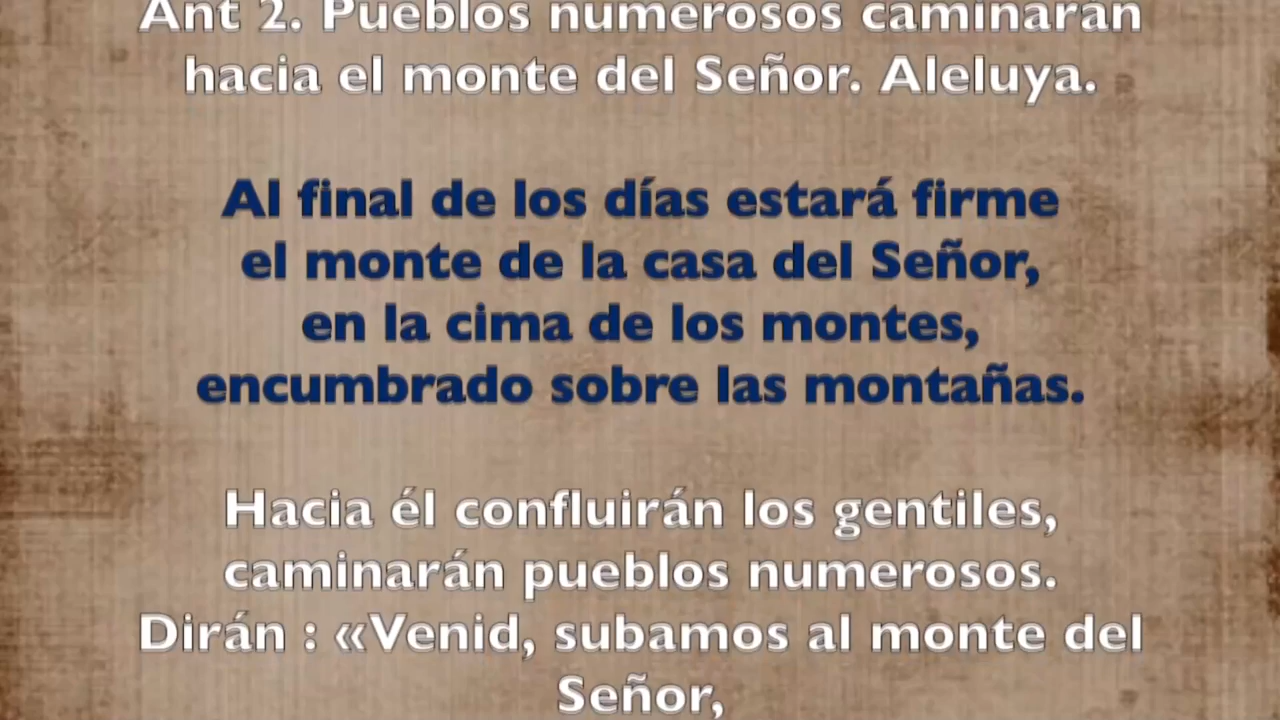 Ant 2. Pueblos numerosos caminarán
hacia el monte del Señor. Aleluya.
Al final de los días estará firme
el monte de la casa del Señor,
en la cima de los montes,
encumbrado sobre las montañas.
Hacia él confluirán los gentiles,
caminarán pueblos numerosos.
Dirán : «Venid, subamos al monte del
Señor,